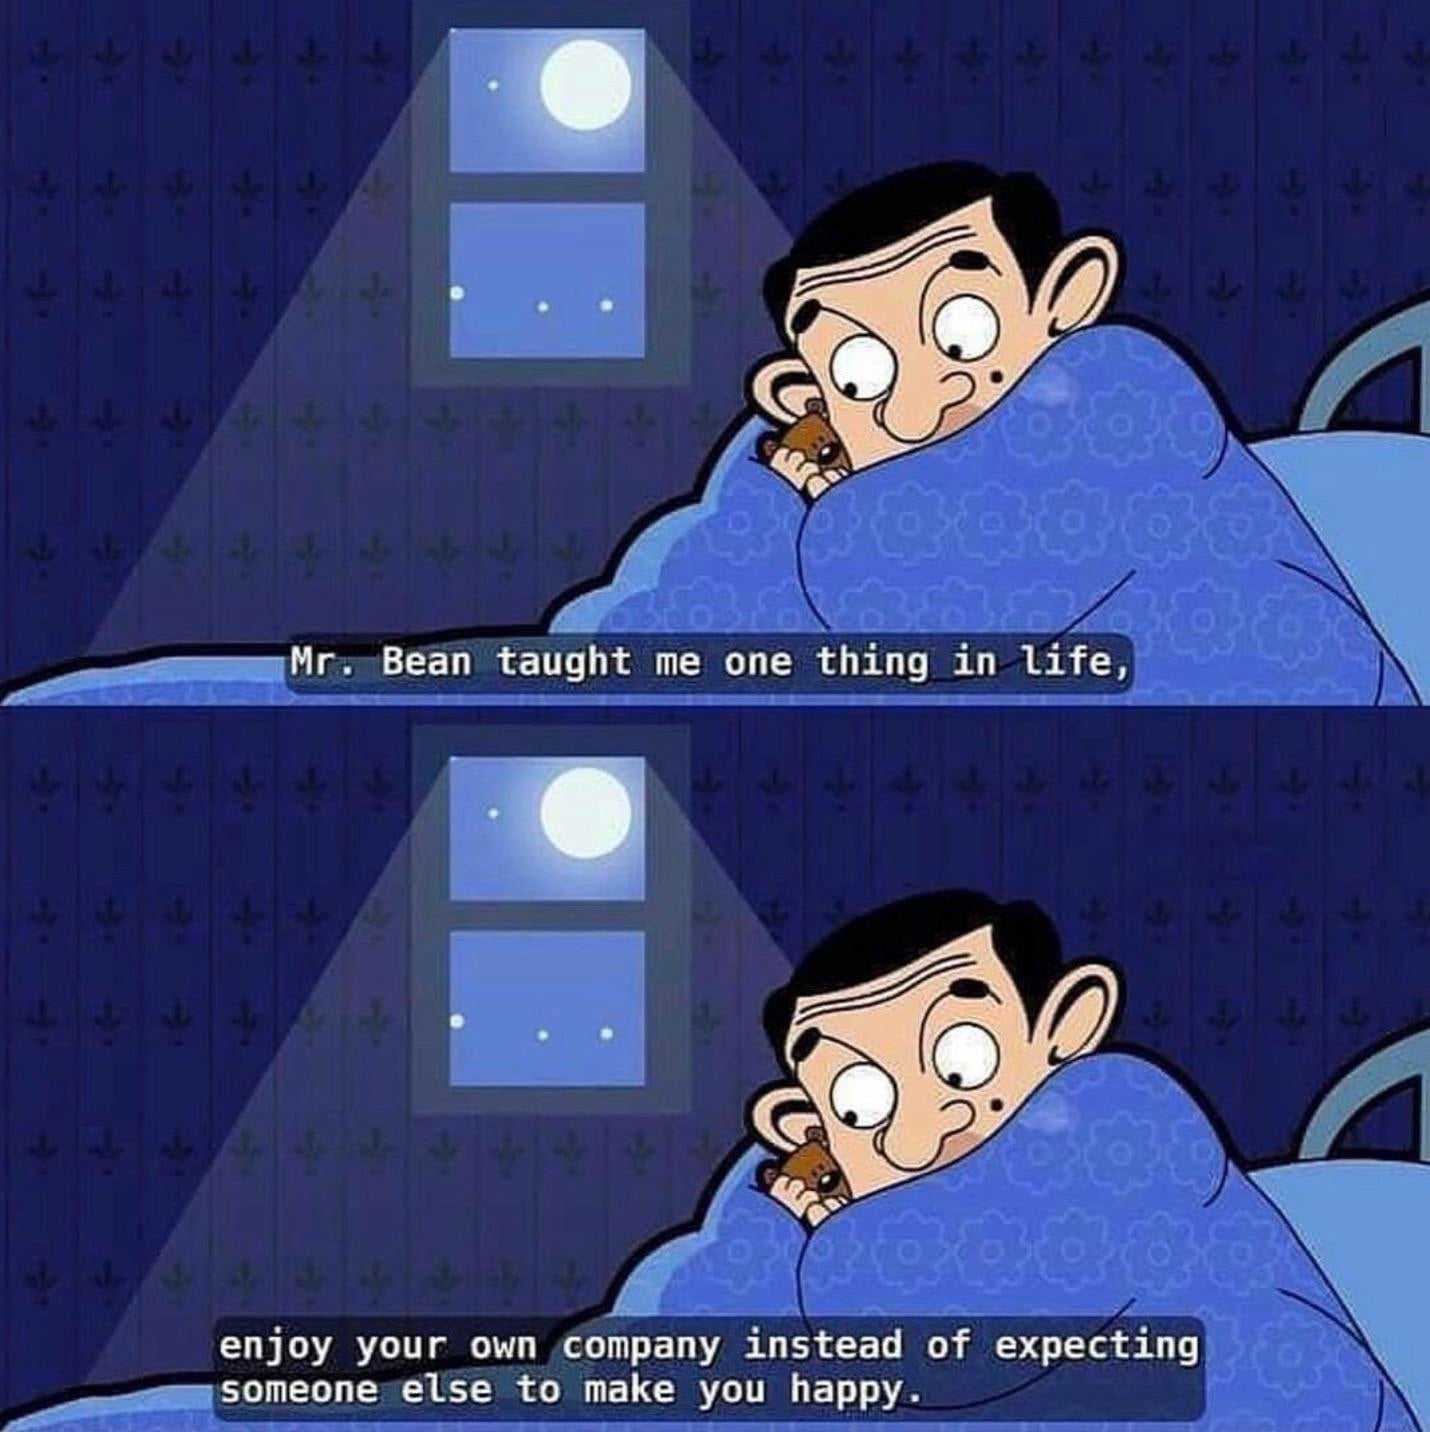 Mr. Bean taught me one thing in life,
enjoy your own company instead of expecting
someone else to make you happy.